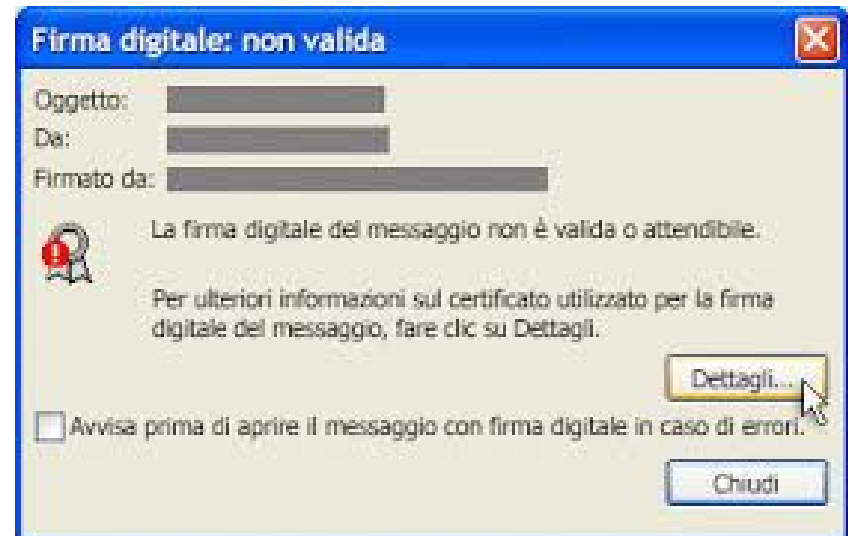 Firma digitale: non valida
Oggetto:
Da:
Firmato da:
La firma digitale del messaggio non è valida o attendibile.
Per ulteriori informazioni sul certificato utilizzato per la firma
digitale del messaggio, fare clic su Dettagli.
Dettagli...
Avvisa prima di aprire il messaggio con firma digitale in caso di errori.
Chiudi